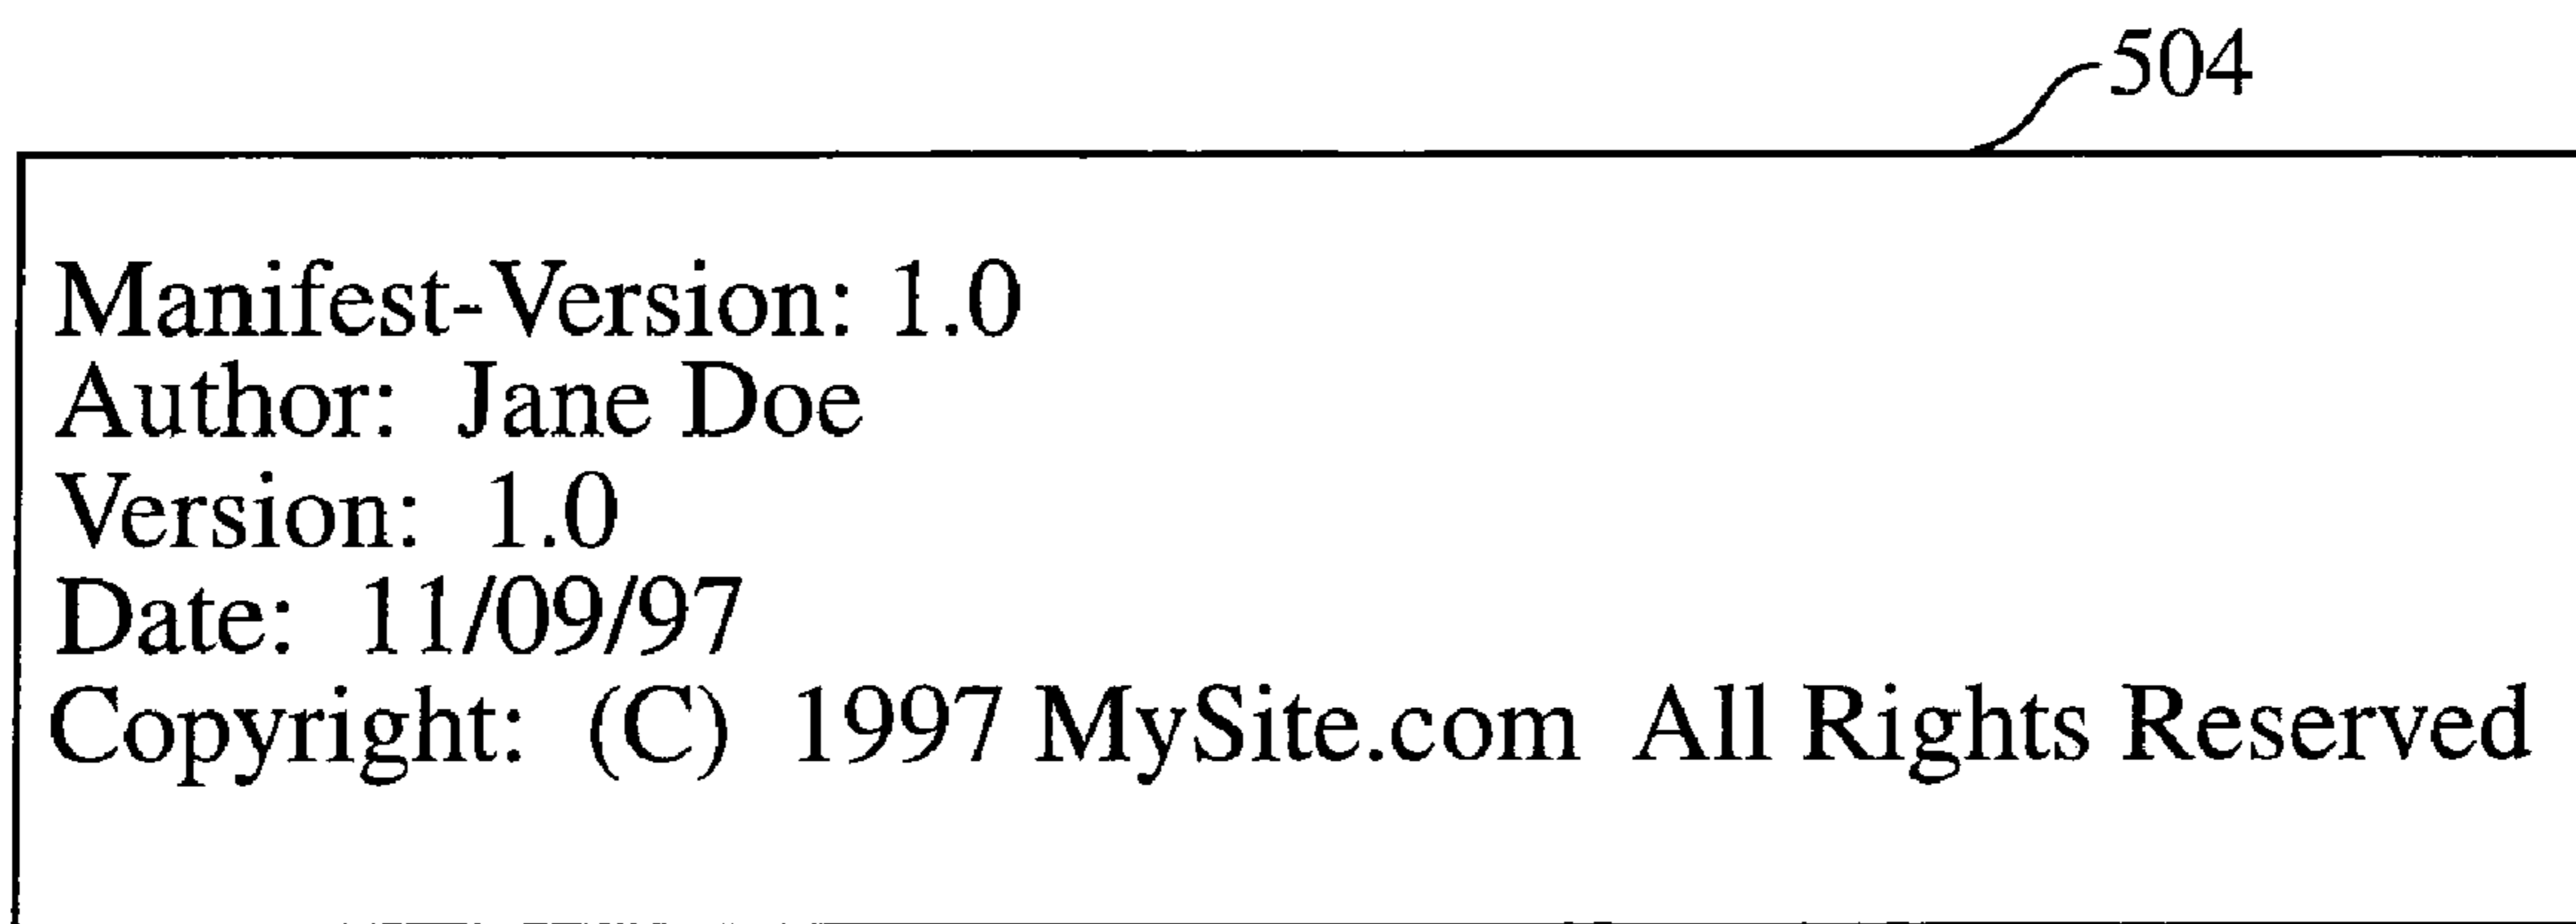 504
Manifest-Version: 1.0
Author: Jane Doe
Version: 1.0
Date: 11/09/97
Copyright: (C) 1997 MySite.com All Rights Reserved